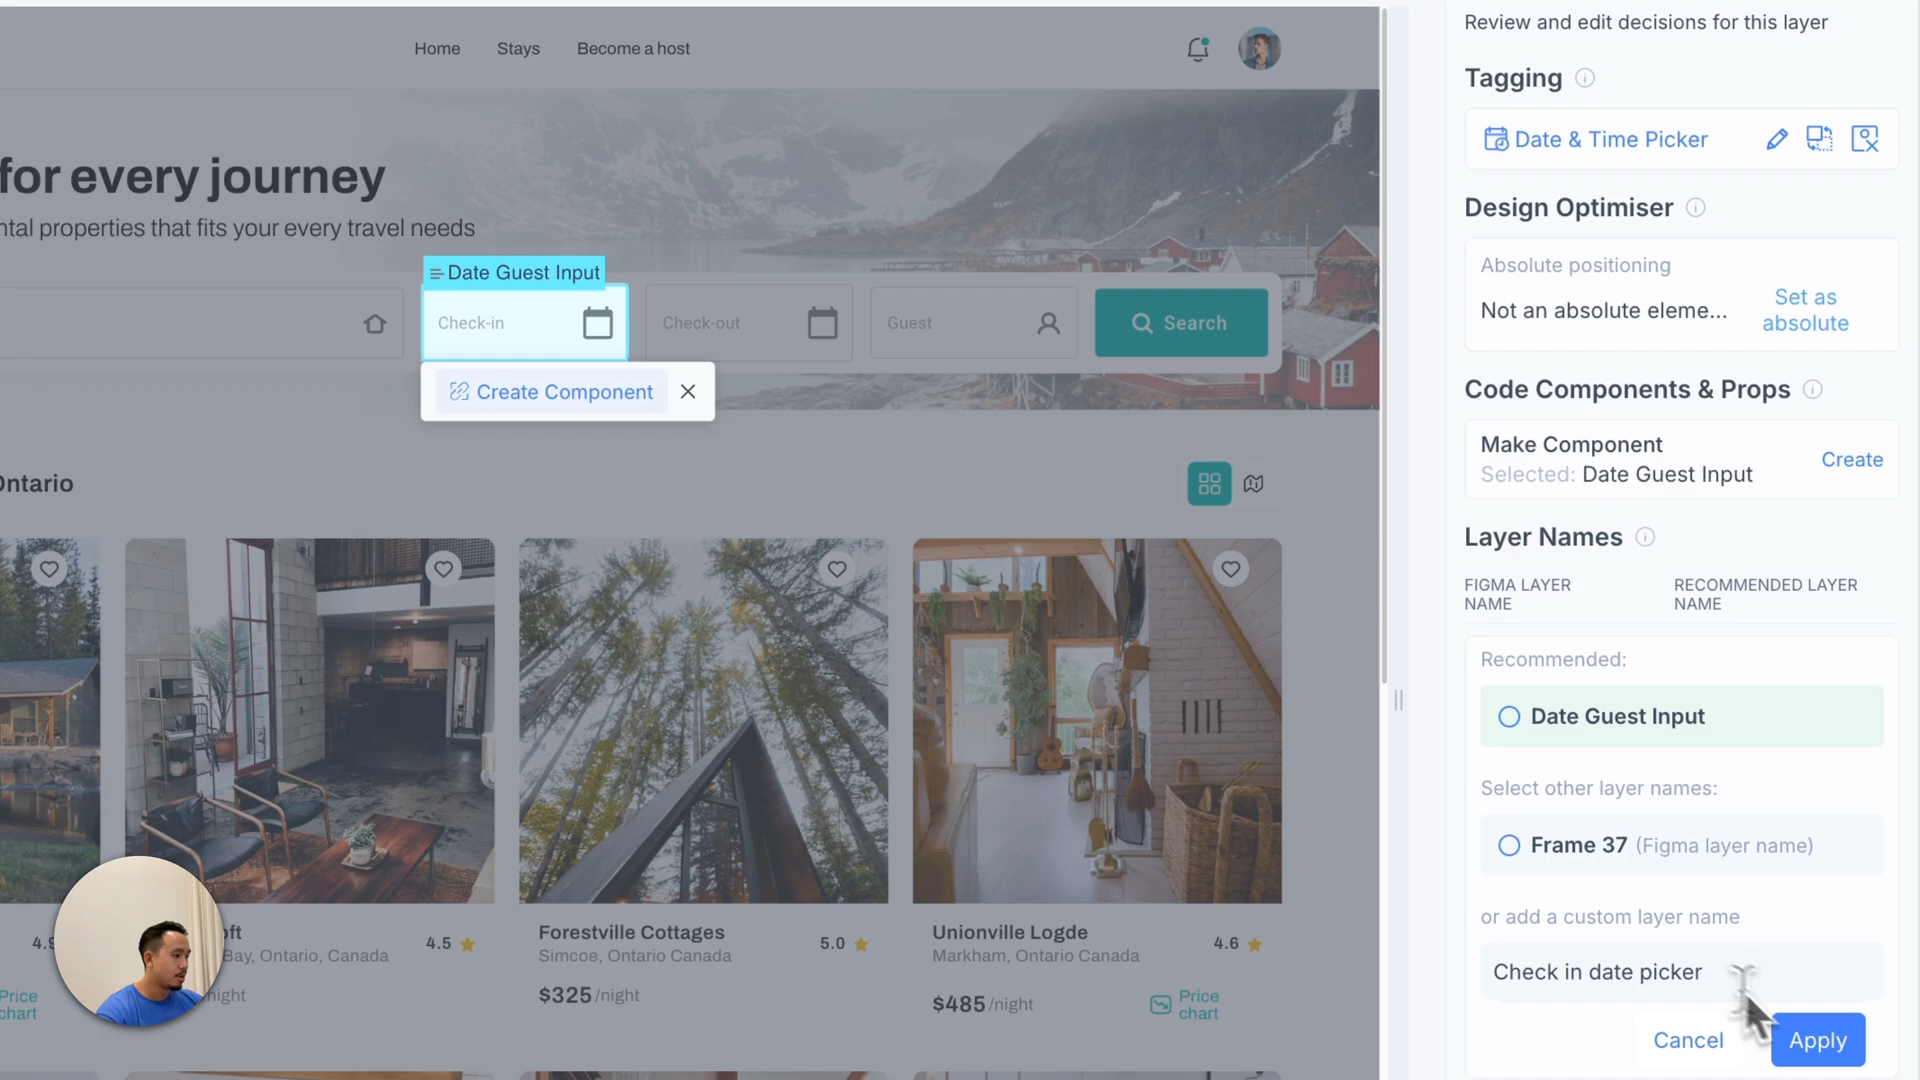 Home
Stays
Become a host
for every journey
ntal properties that fits your every travel needs
Date Guest Input
Check-in
Check-out
Guest
Search
Create Component
Ontario
4.9
oft
4.5
Bay, Ontario, Canada
night
Price
chart
Forestville Cottages
5.0
Simcoe, Ontario Canada
$325 /night
Unionville Logde
4.6
Markham, Ontario Canada
$485 /night
Price
chart
Review and edit decisions for this layer
Tagging
Date & Time Picker
Design Optimiser
Absolute positioning
Not an absolute eleme...
Set as
absolute
Code Components & Props
Make Component
Selected: Date Guest Input
Create
Layer Names
FIGMA LAYER
NAME
RECOMMENDED LAYER
NAME
Recommended:
Date Guest Input
Select other layer names:
Frame 37 (Figma layer name)
or add a custom layer name
Check in date picker
Cancel
Apply